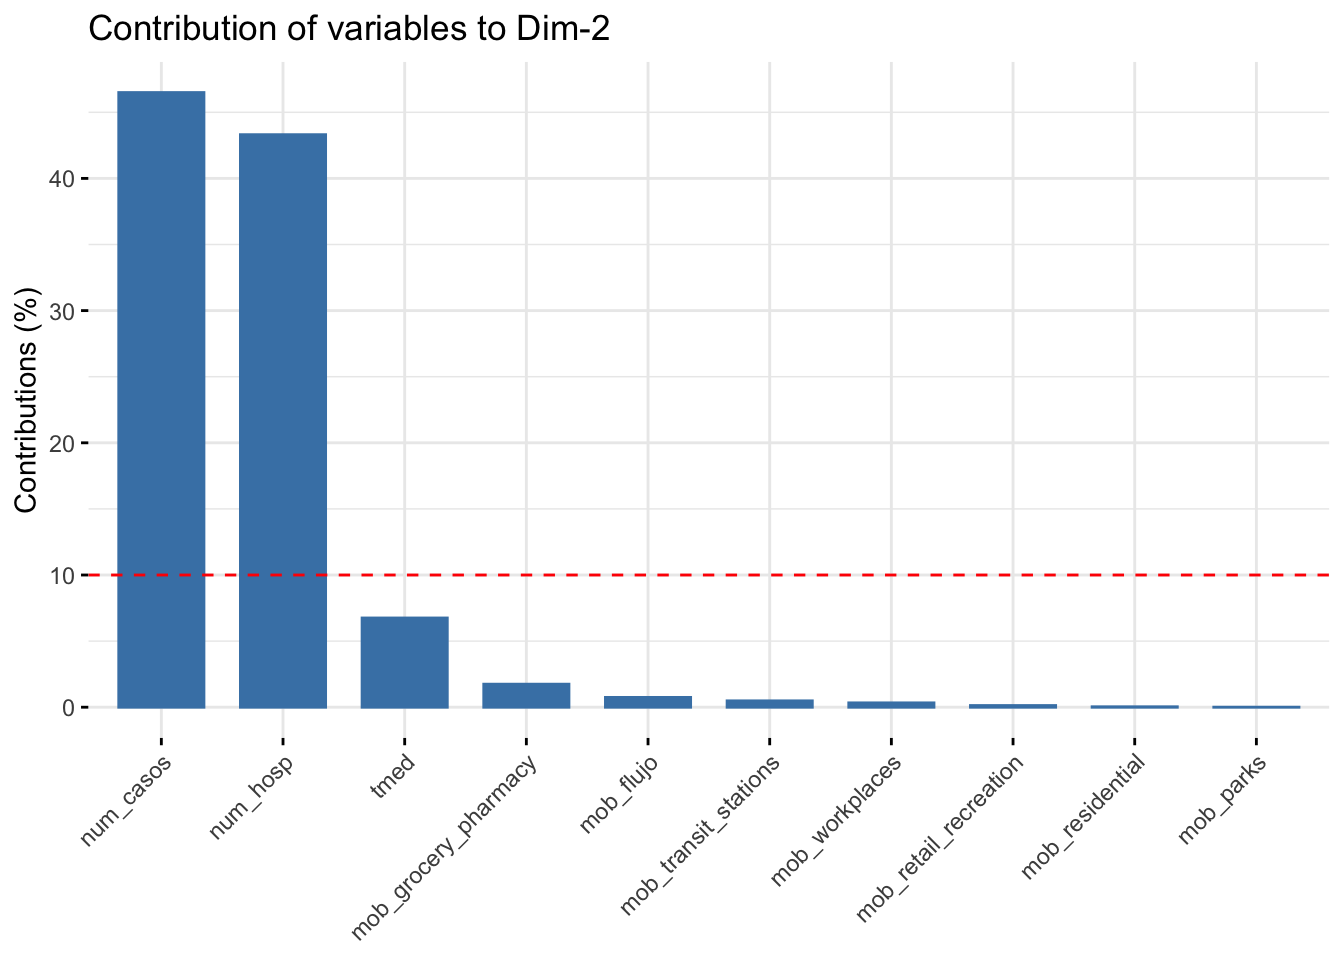 Contribution of variables to Dim-2
Contributions (%)
40
30
20
10
0
num_casos
num_hosp
tmed
mob_grocery_pharmacy
mob_flujo
mob_transit_stations
mob_workplaces
mob_retail_recreation
mob_residential
mob_parks